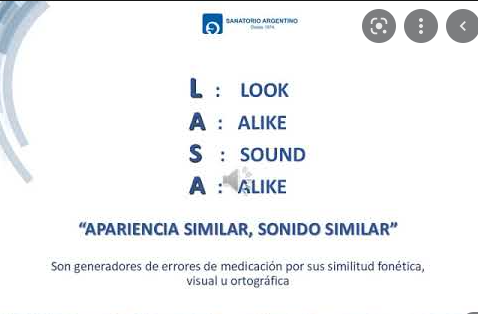 SANATORIO ARGENTINO
L : LOOK
A : ALIKE
S : SOUND
A : ALIKE
“APARIENCIA SIMILAR, SONIDO SIMILAR”
Son generadores de errores de medicación por sus similitud fonética,
visual u ortográfica